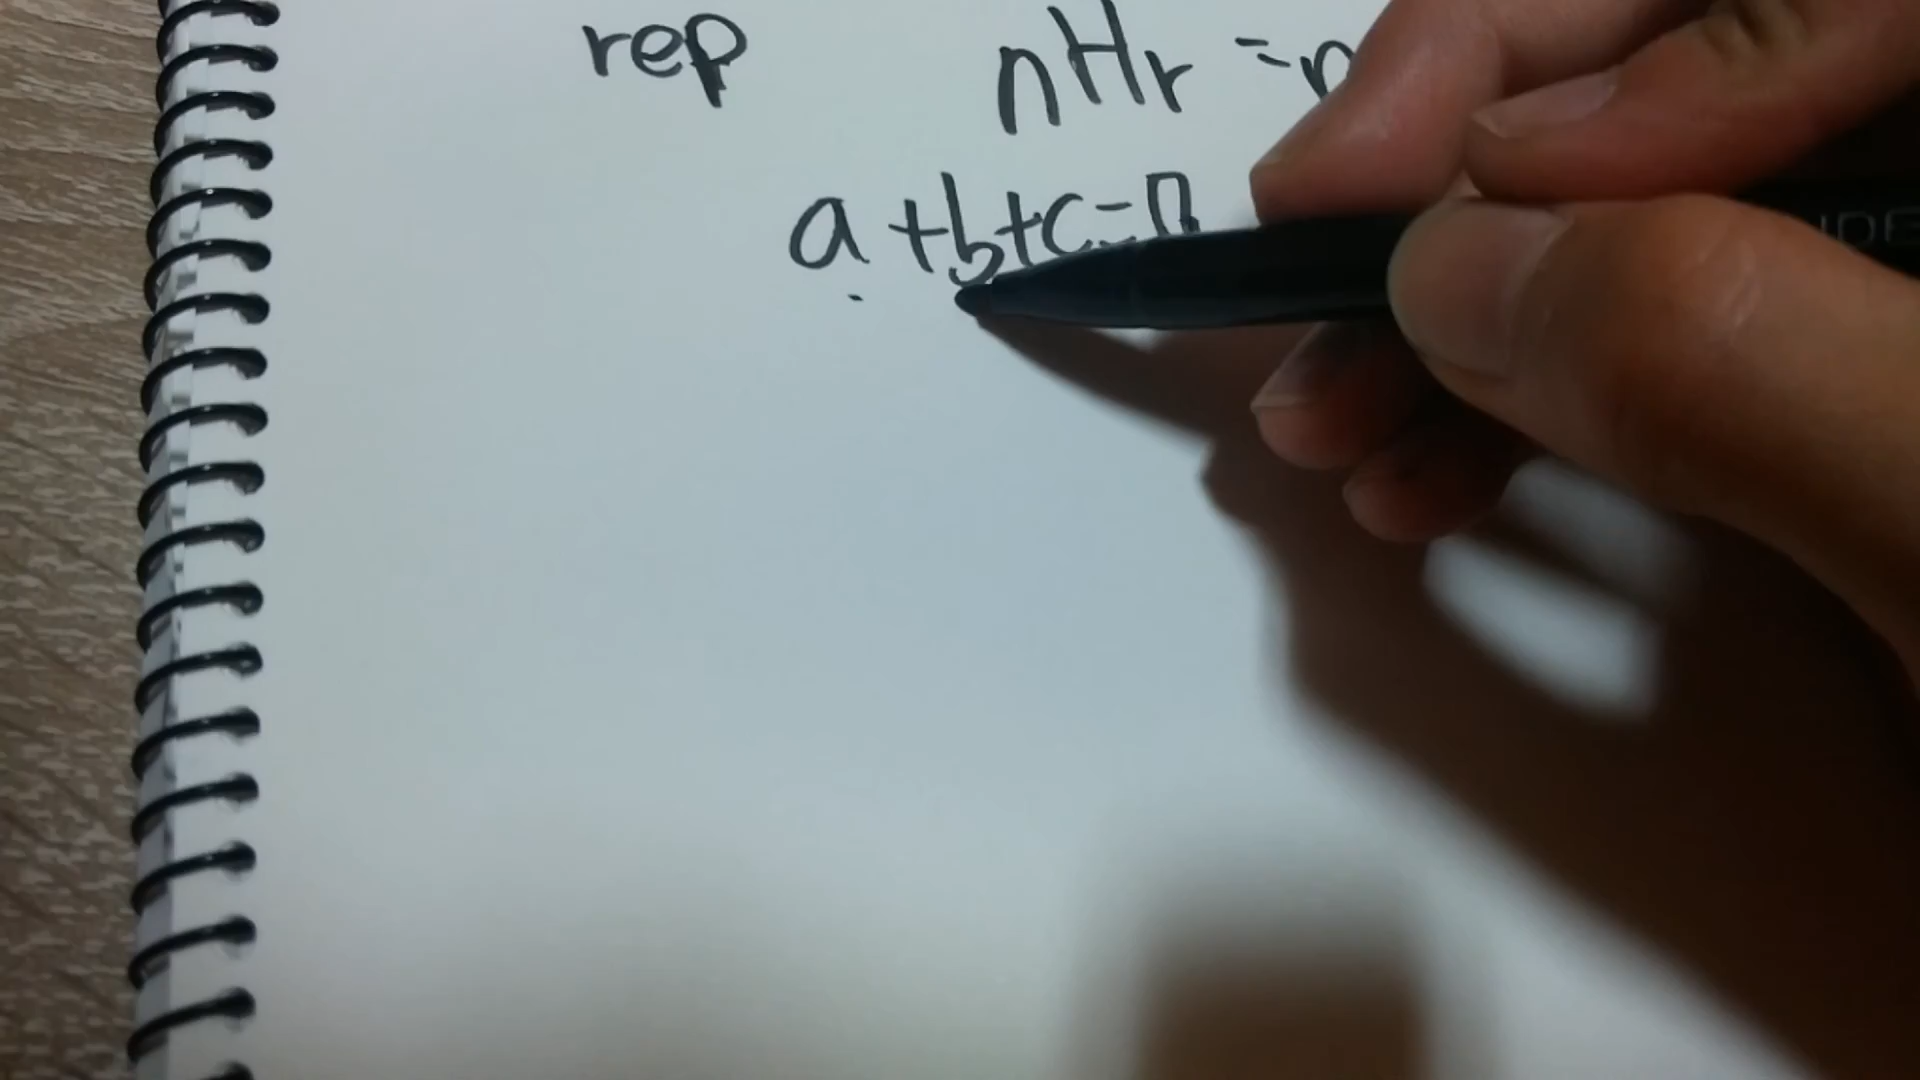 rep nHr =n
a+b+c=